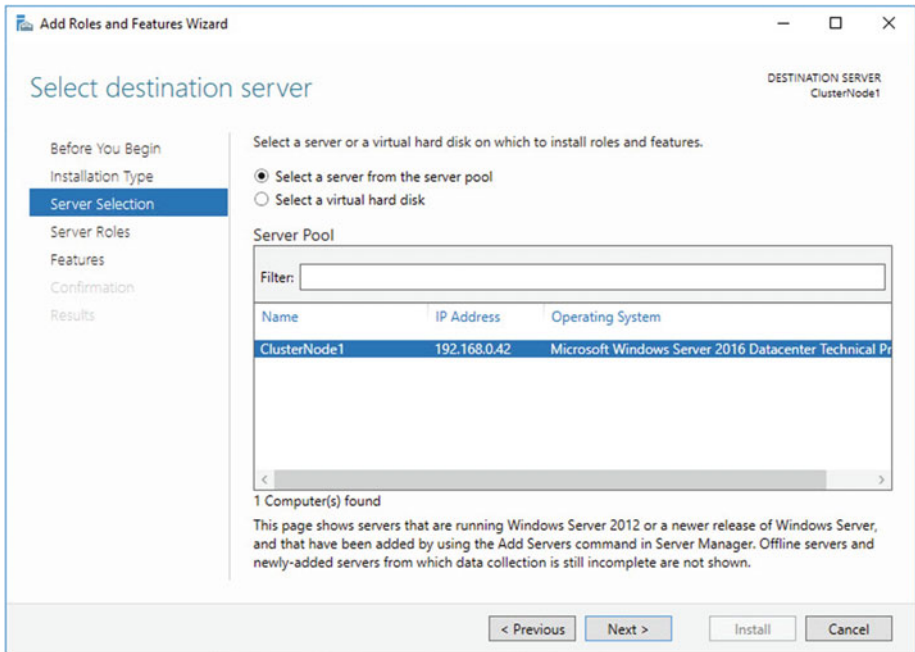 Add Roles and Features Wizard
Select destination server
DESTINATION SERVER
ClusterNode1
Before You Begin
Installation Type
Server Selection
Server Roles
Features
Confirmation
Results
Select a server or a virtual hard disk on which to install roles and features.
Select a server from the server pool
Select a virtual hard disk
Server Pool
Filter:
Name IP Address Operating System
ClusterNode1 192.168.0.42 Microsoft Windows Server 2016 Datacenter Technical Pr
1 Computer(s) found
This page shows servers that are running Windows Server 2012 or a newer release of Windows Server,
and that have been added by using the Add Servers command in Server Manager. Offline servers and
newly-added servers from which data collection is still incomplete are not shown.
< Previous Next > Install Cancel